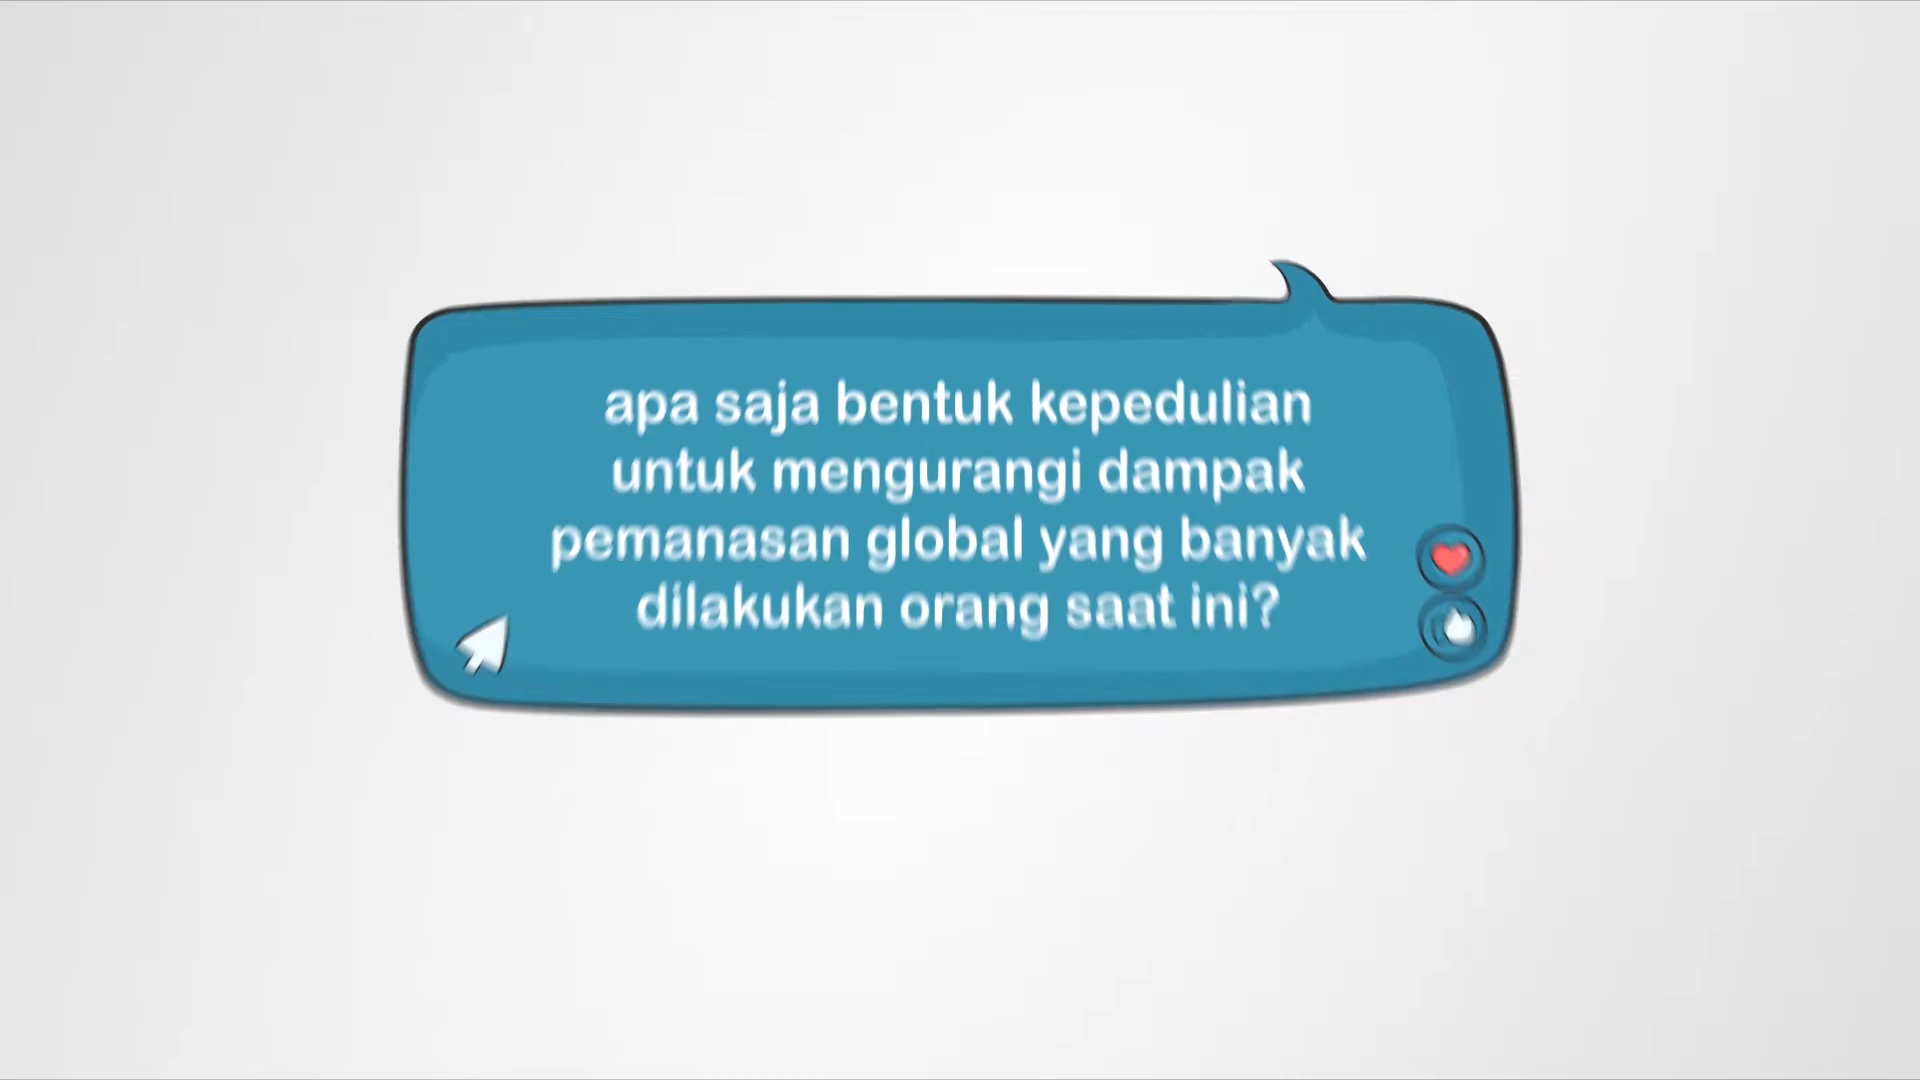 apa saja bentuk kepedulian
untuk mengurangi dampak
pemanasan global yang banyak
dilakukan orang saat ini?